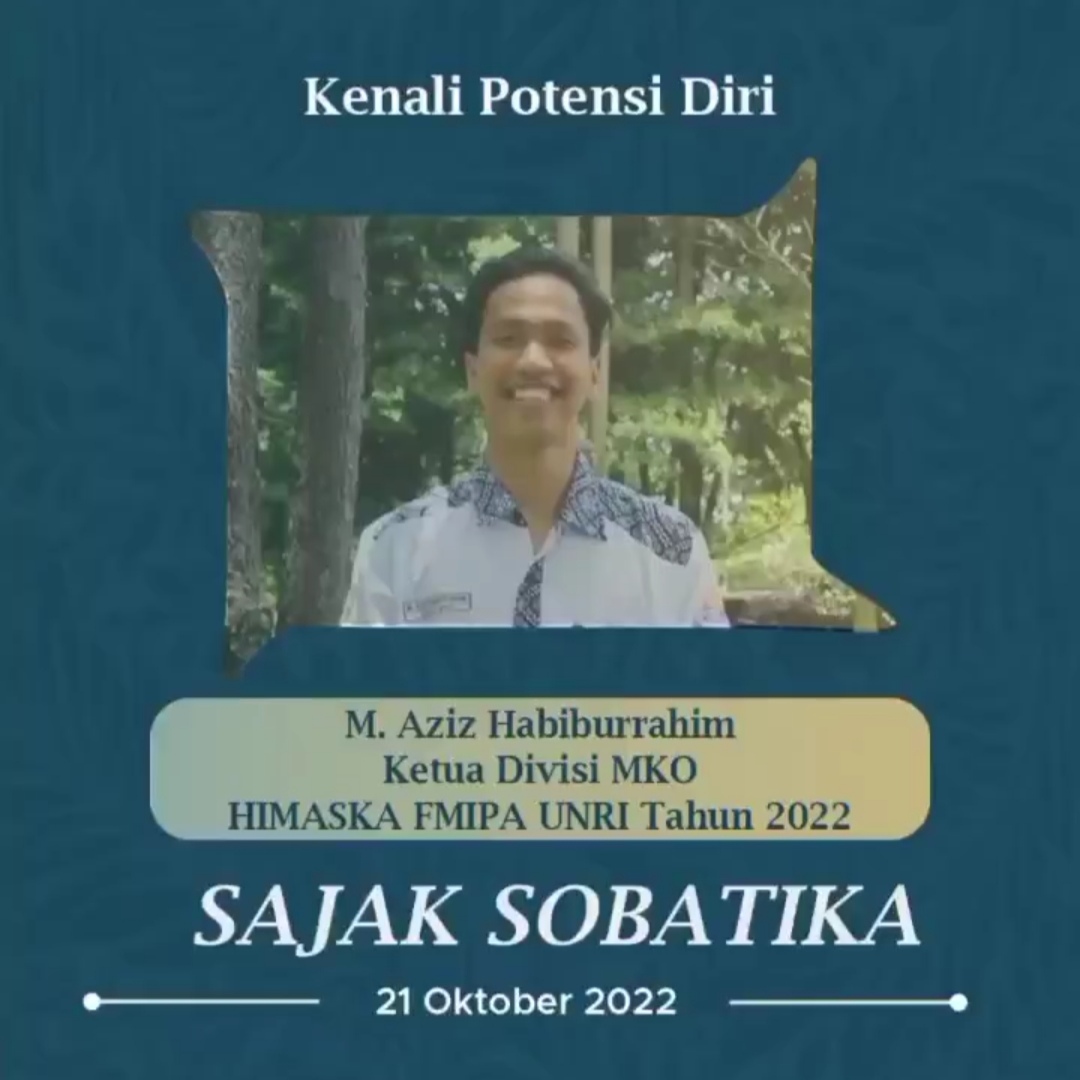 Kenali Potensi Diri
M. Aziz Habiburrahim
Ketua Divisi MKO
HIMASKA FMIPA UNRI Tahun 2022
SAJAK SOBATIKA
21 Oktober 2022